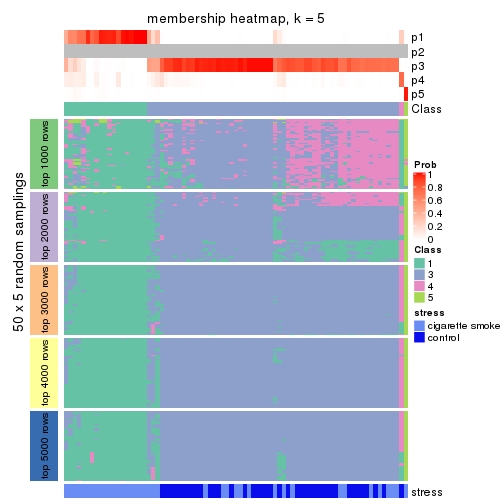 membership heatmap, k = 5
p1
p2
p3
p4
p5
Class
50 x 5 random samplings
top 1000 rows
top 2000 rows
top 3000 rows
top 4000 rows
top 5000 rows
stress
Prob
1
0.8
0.6
0.4
0.2
0
Class
1
3
4
5
stress
cigarette smoke
control